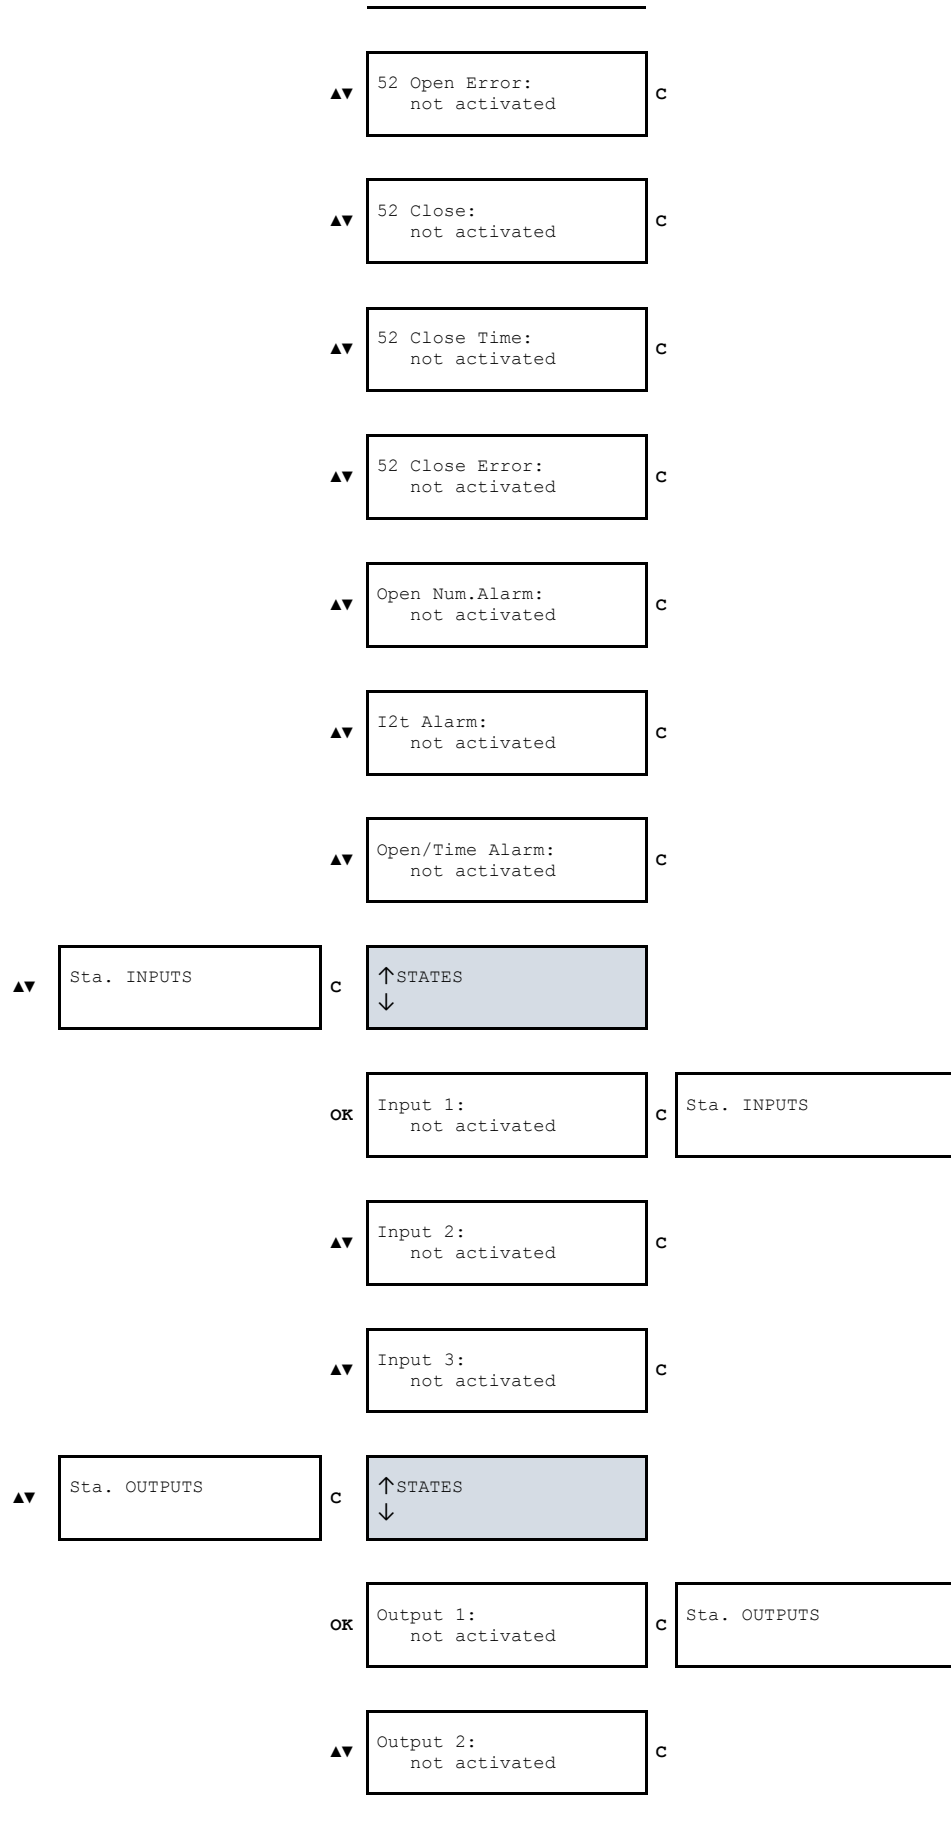 52 Open Error:
▲▼ C
not activated
52 Close:
▲▼ C
not activated
52 Close Time:
▲▼ C
not activated
52 Close Error:
▲▼ C
not activated
Open Num.Alarm:
▲▼ C
not activated
I2t Alarm:
▲▼ C
not activated
Open/Time Alarm:
▲▼ C
not activated
▲▼ Sta. INPUTS C ↑STATES
↓
Input 1:
OK C Sta. INPUTS
not activated
Input 2:
▲▼ C
not activated
Input 3:
▲▼ C
not activated
▲▼ Sta. OUTPUTS C ↑STATES
↓
Output 1:
OK C Sta. OUTPUTS
not activated
Output 2:
▲▼ C
not activated